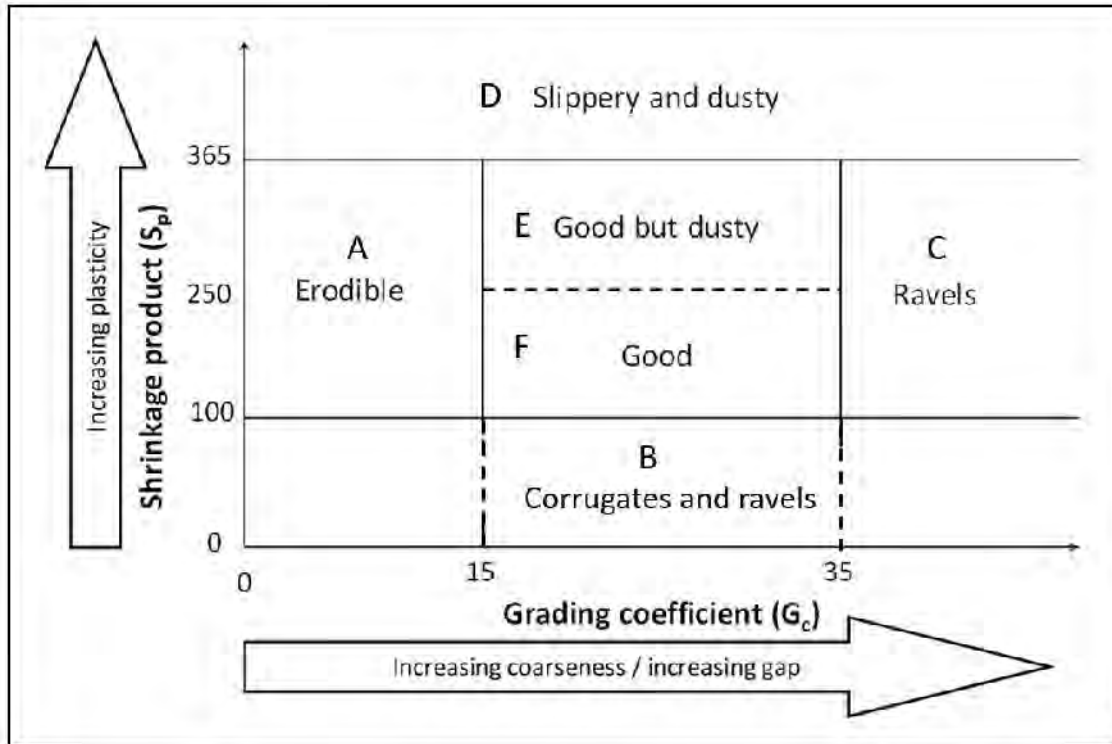 D Slippery and dusty
365
E Good but dusty
A
Erodible
C
Ravels
250
F Good
100
B
Corrugates and ravels
0
0
15
35
Increasing plasticity
Shrinkage product (Sp)
Grading coefficient (Gc)
Increasing coarseness / increasing gap